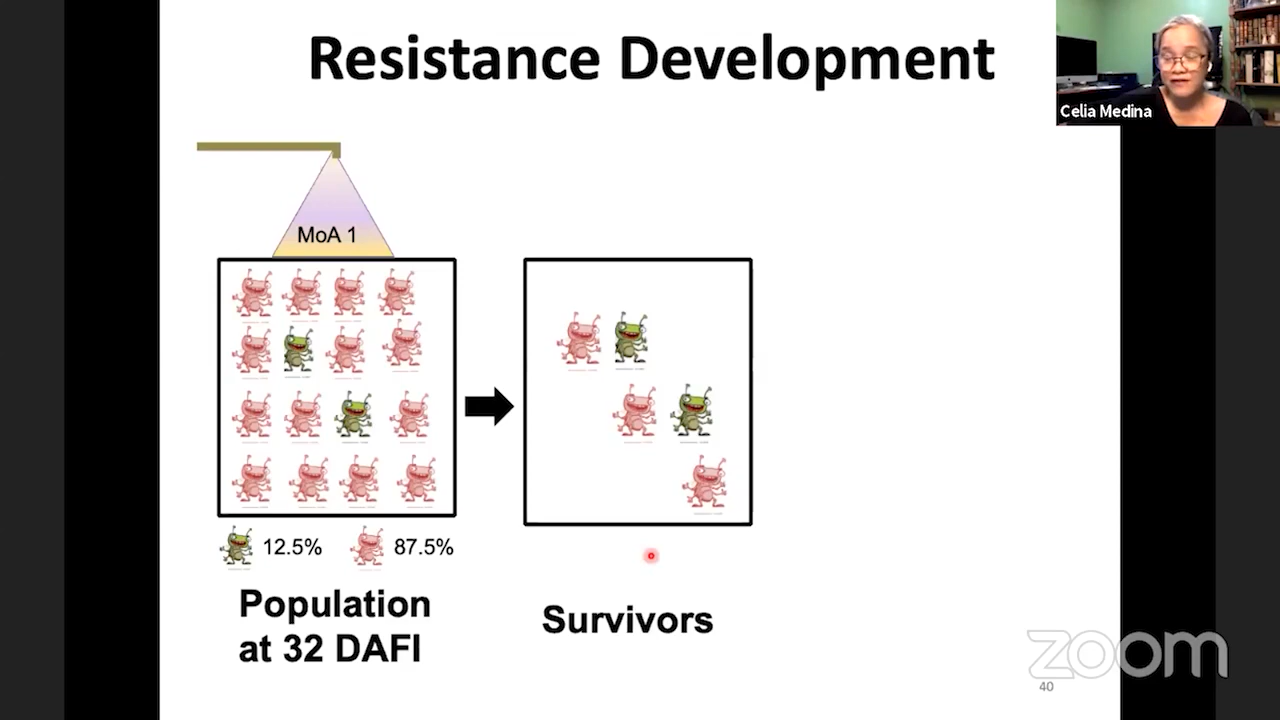 Resistance Development
Celia Medina
MoA 1
12.5%
87.5%
Population
at 32 DAFI
Survivors
zoom
40